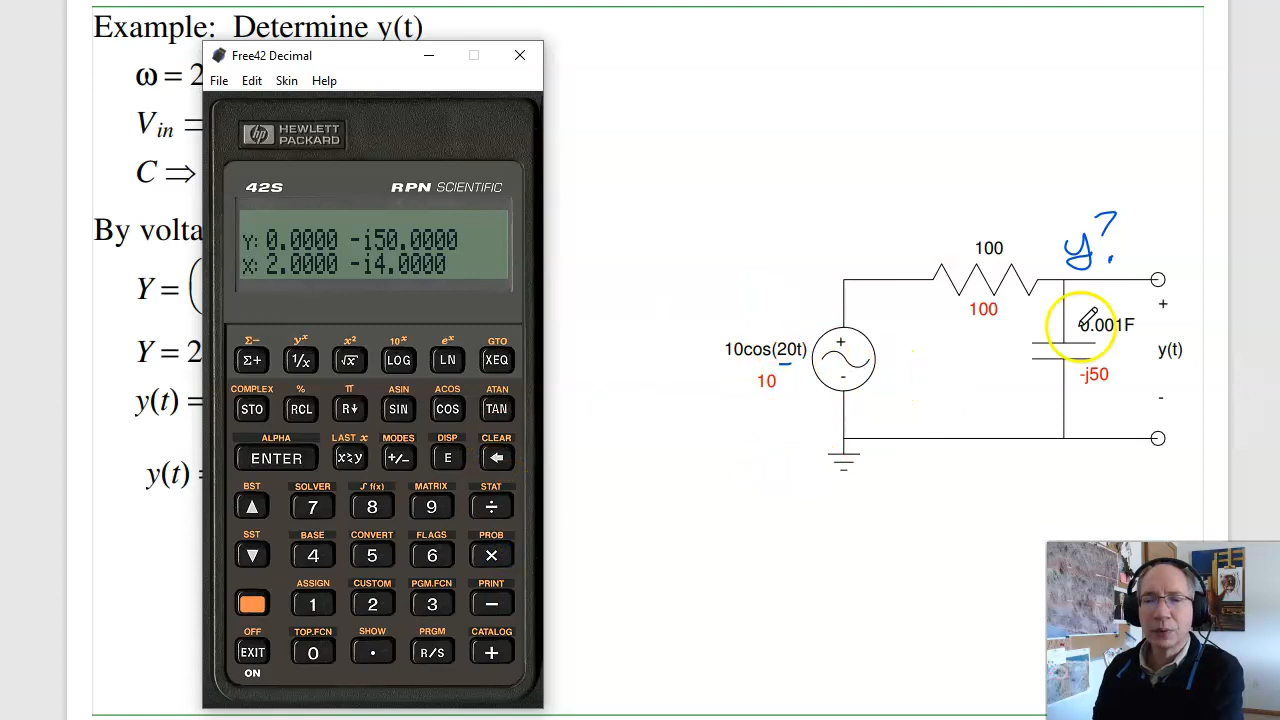 Example: Determine y(t)
ω = 2
V_in =
C ⇒
By volta
Y = (
Y = 2
y(t) =
y(t) =
Free42 Decimal
File Edit Skin Help
hp HEWLETT PACKARD
42S RPN SCIENTIFIC
Y: 0.0000 -i50.0000
X: 2.0000 -i4.0000
Σ- y^x x² 10^x e^x GTO
Σ+ 1/x √x LOG LN XEQ
COMPLEX % π ASIN ACOS ATAN
STO RCL R↓ SIN COS TAN
ALPHA LAST x MODES DISP CLEAR
ENTER x≷y +/- E ←
BST SOLVER ∫f(x) MATRIX STAT
▲ 7 8 9 ÷
SST BASE CONVERT FLAGS PROB
▼ 4 5 6 ×
ASSIGN CUSTOM PGM.FCN PRINT
1 2 3 −
OFF TOP.FCN SHOW PRGM CATALOG
EXIT 0 . R/S +
ON
y?
100
100
10cos(20t)
10
+
-
0.001F
-j50
+
y(t)
-